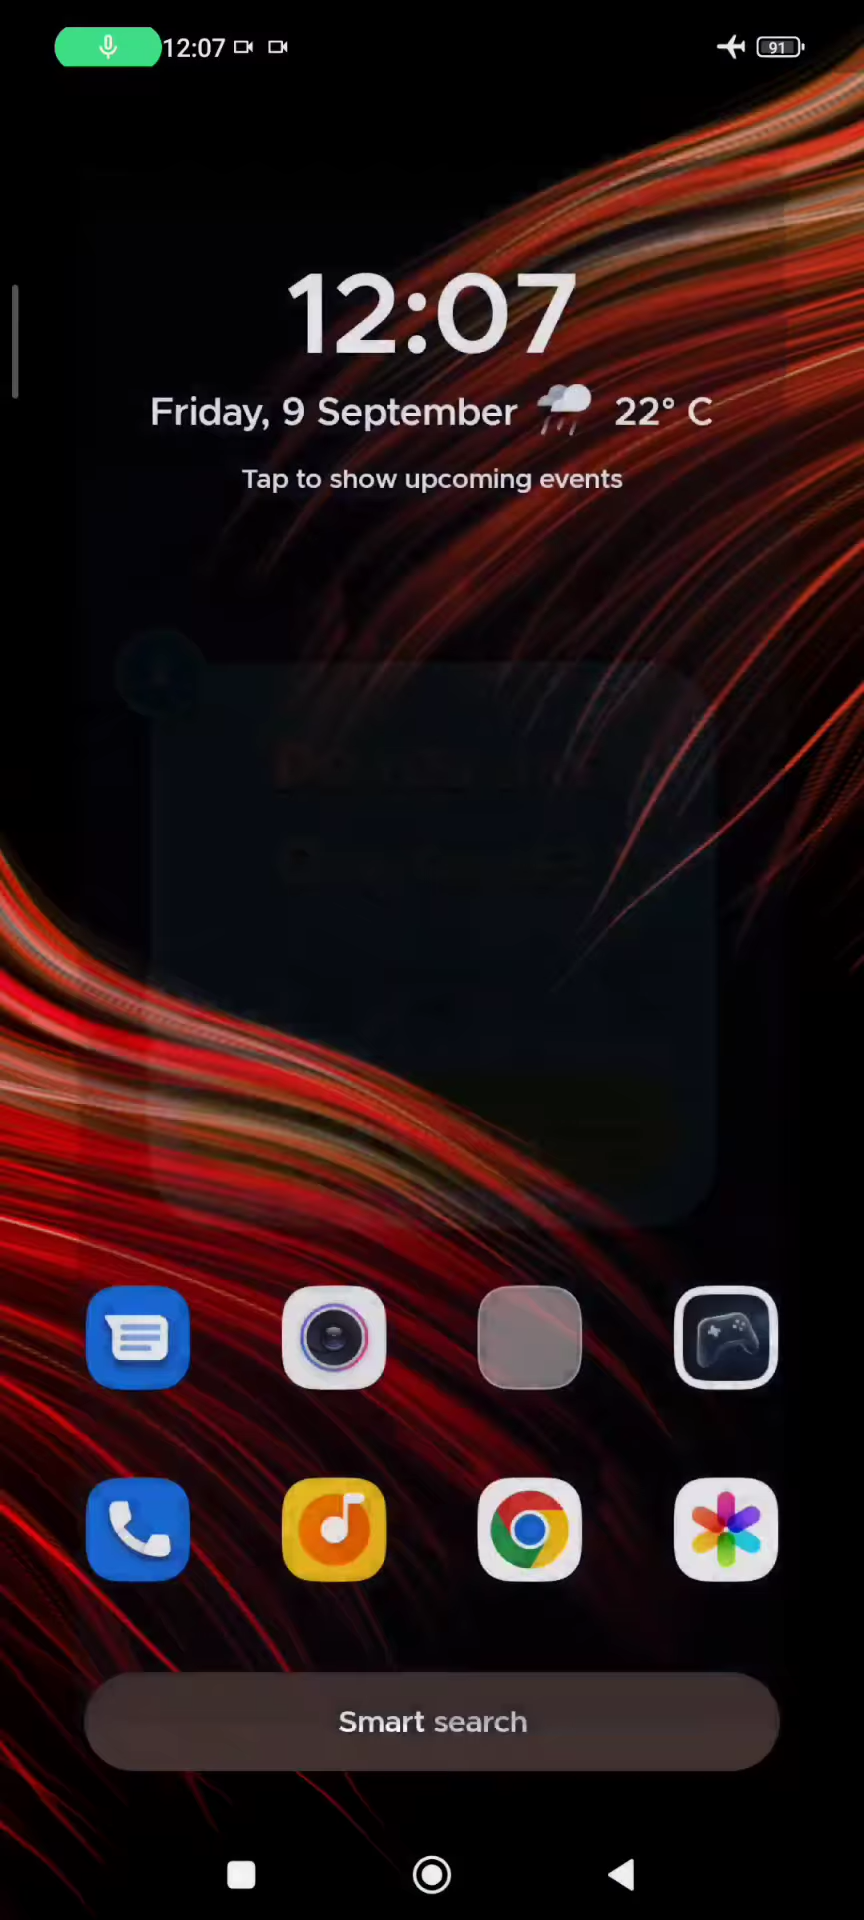 12:07
91
12:07
Friday, 9 September 22° C
Tap to show upcoming events
Smart search